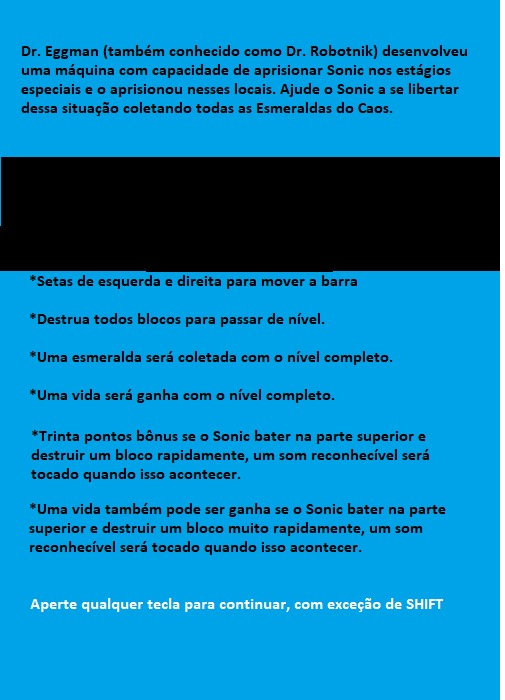 Dr. Eggman (também conhecido como Dr. Robotnik) desenvolveu
uma máquina com capacidade de aprisionar Sonic nos estágios
especiais e o aprisionou nesses locais. Ajude o Sonic a se libertar
dessa situação coletando todas as Esmeraldas do Caos.
*Setas de esquerda e direita para mover a barra
*Destrua todos blocos para passar de nível.
*Uma esmeralda será coletada com o nível completo.
*Uma vida será ganha com o nível completo.
*Trinta pontos bônus se o Sonic bater na parte superior e
destruir um bloco rapidamente, um som reconhecível será
tocado quando isso acontecer.
*Uma vida também pode ser ganha se o Sonic bater na parte
superior e destruir um bloco muito rapidamente, um som
reconhecível será tocado quando isso acontecer.
Aperte qualquer tecla para continuar, com exceção de SHIFT